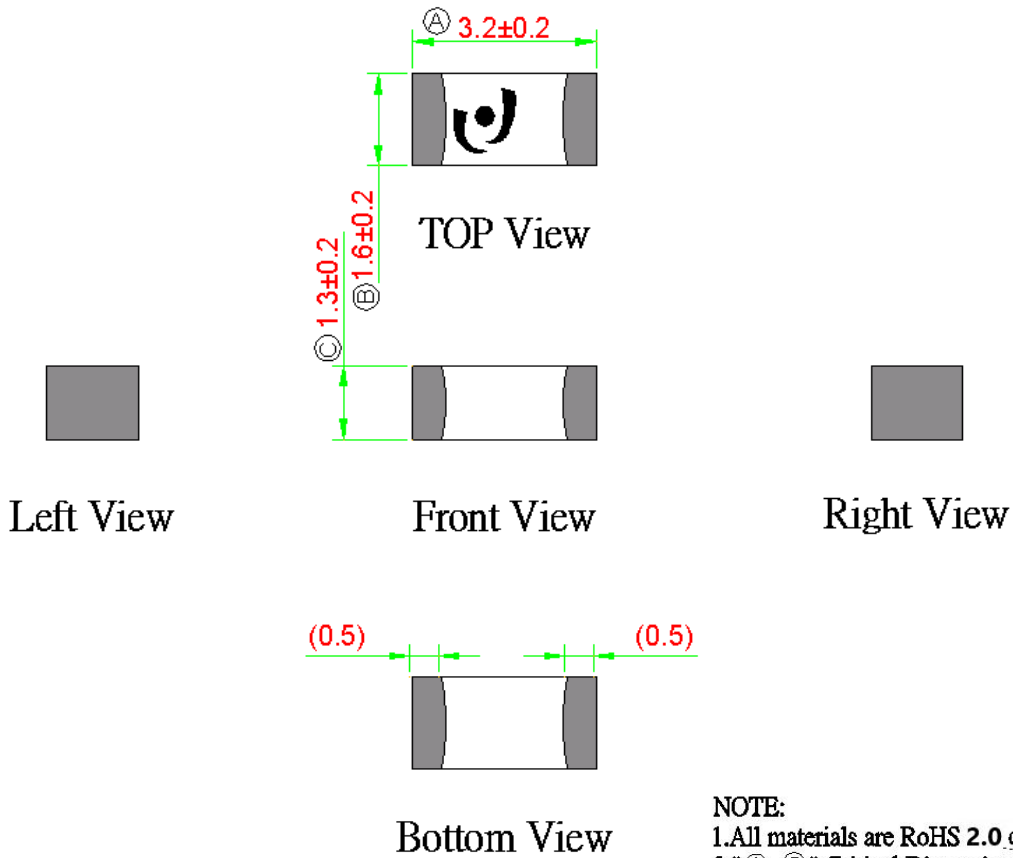 Ⓐ 3.2±0.2
TOP View
Ⓑ 1.6±0.2
Ⓒ 1.3±0.2
Left View
Front View
Right View
(0.5) (0.5)
Bottom View
NOTE:
1.All materials are RoHS 2.0